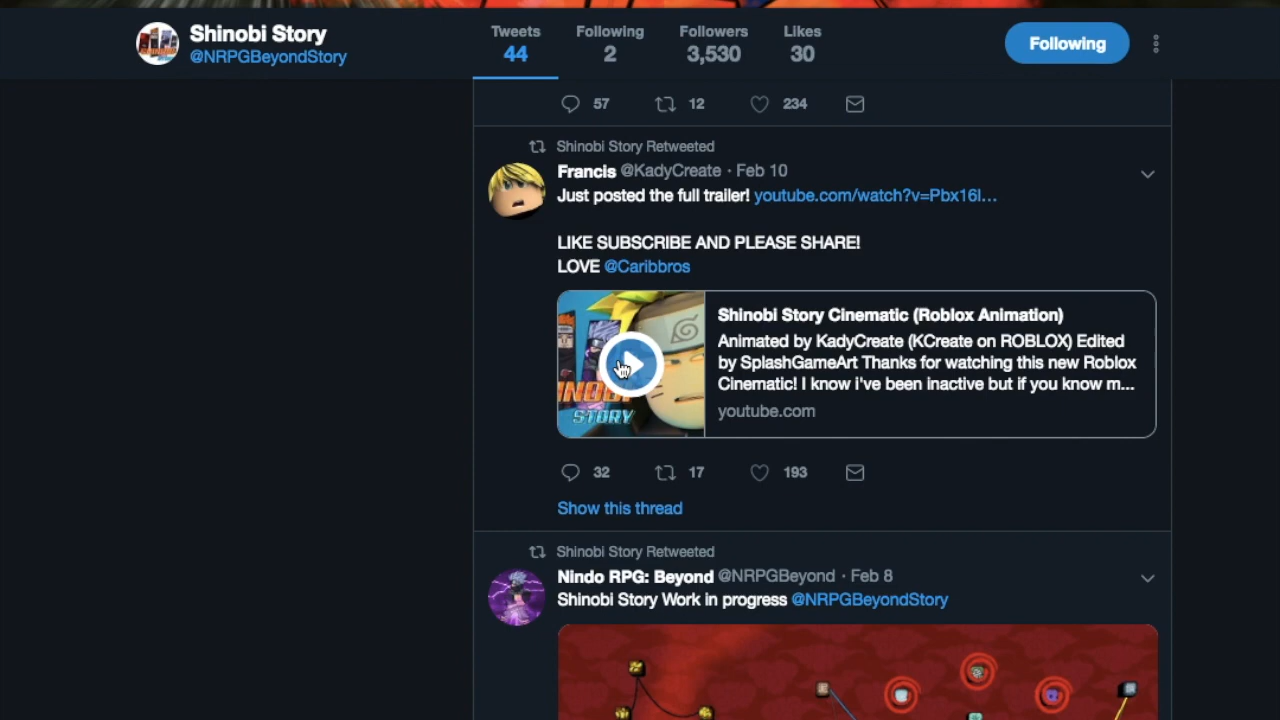 Shinobi Story
@NRPGBeyondStory
Tweets
44
Following
2
Followers
3,530
Likes
30
Following
57
12
234
Shinobi Story Retweeted
Francis @KadyCreate · Feb 10
Just posted the full trailer! youtube.com/watch?v=Pbx16l…
LIKE SUBSCRIBE AND PLEASE SHARE!
LOVE @Caribbros
STORY
Shinobi Story Cinematic (Roblox Animation)
Animated by KadyCreate (KCreate on ROBLOX) Edited
by SplashGameArt Thanks for watching this new Roblox
Cinematic! I know i've been inactive but if you know m...
youtube.com
32
17
193
Show this thread
Shinobi Story Retweeted
Nindo RPG: Beyond @NRPGBeyond · Feb 8
Shinobi Story Work in progress @NRPGBeyondStory